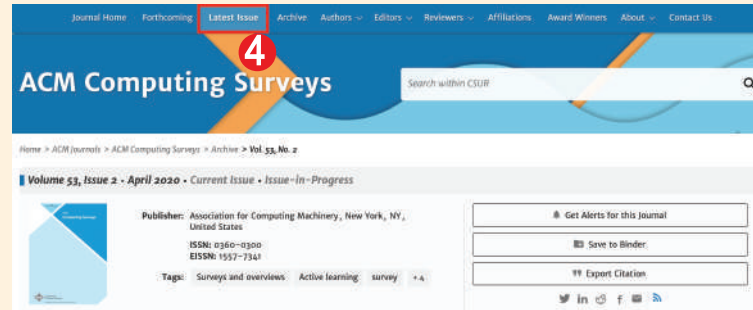 Journal Home Forthcoming Latest Issue Archive Authors Editors Reviewers Affiliations Award Winners About Contact Us
4
ACM Computing Surveys
Search within CSUR
Home > ACM Journals > ACM Computing Surveys > Archive > Vol. 53, No. 2
Volume 53, Issue 2 • April 2020 • Current Issue • Issue-in-Progress
Publisher: Association for Computing Machinery, New York, NY,
United States
ISSN: 0360-0300
EISSN: 1557-7341
Tags: Surveys and overviews Active learning survey +4
Get Alerts for this Journal
Save to Binder
Export Citation